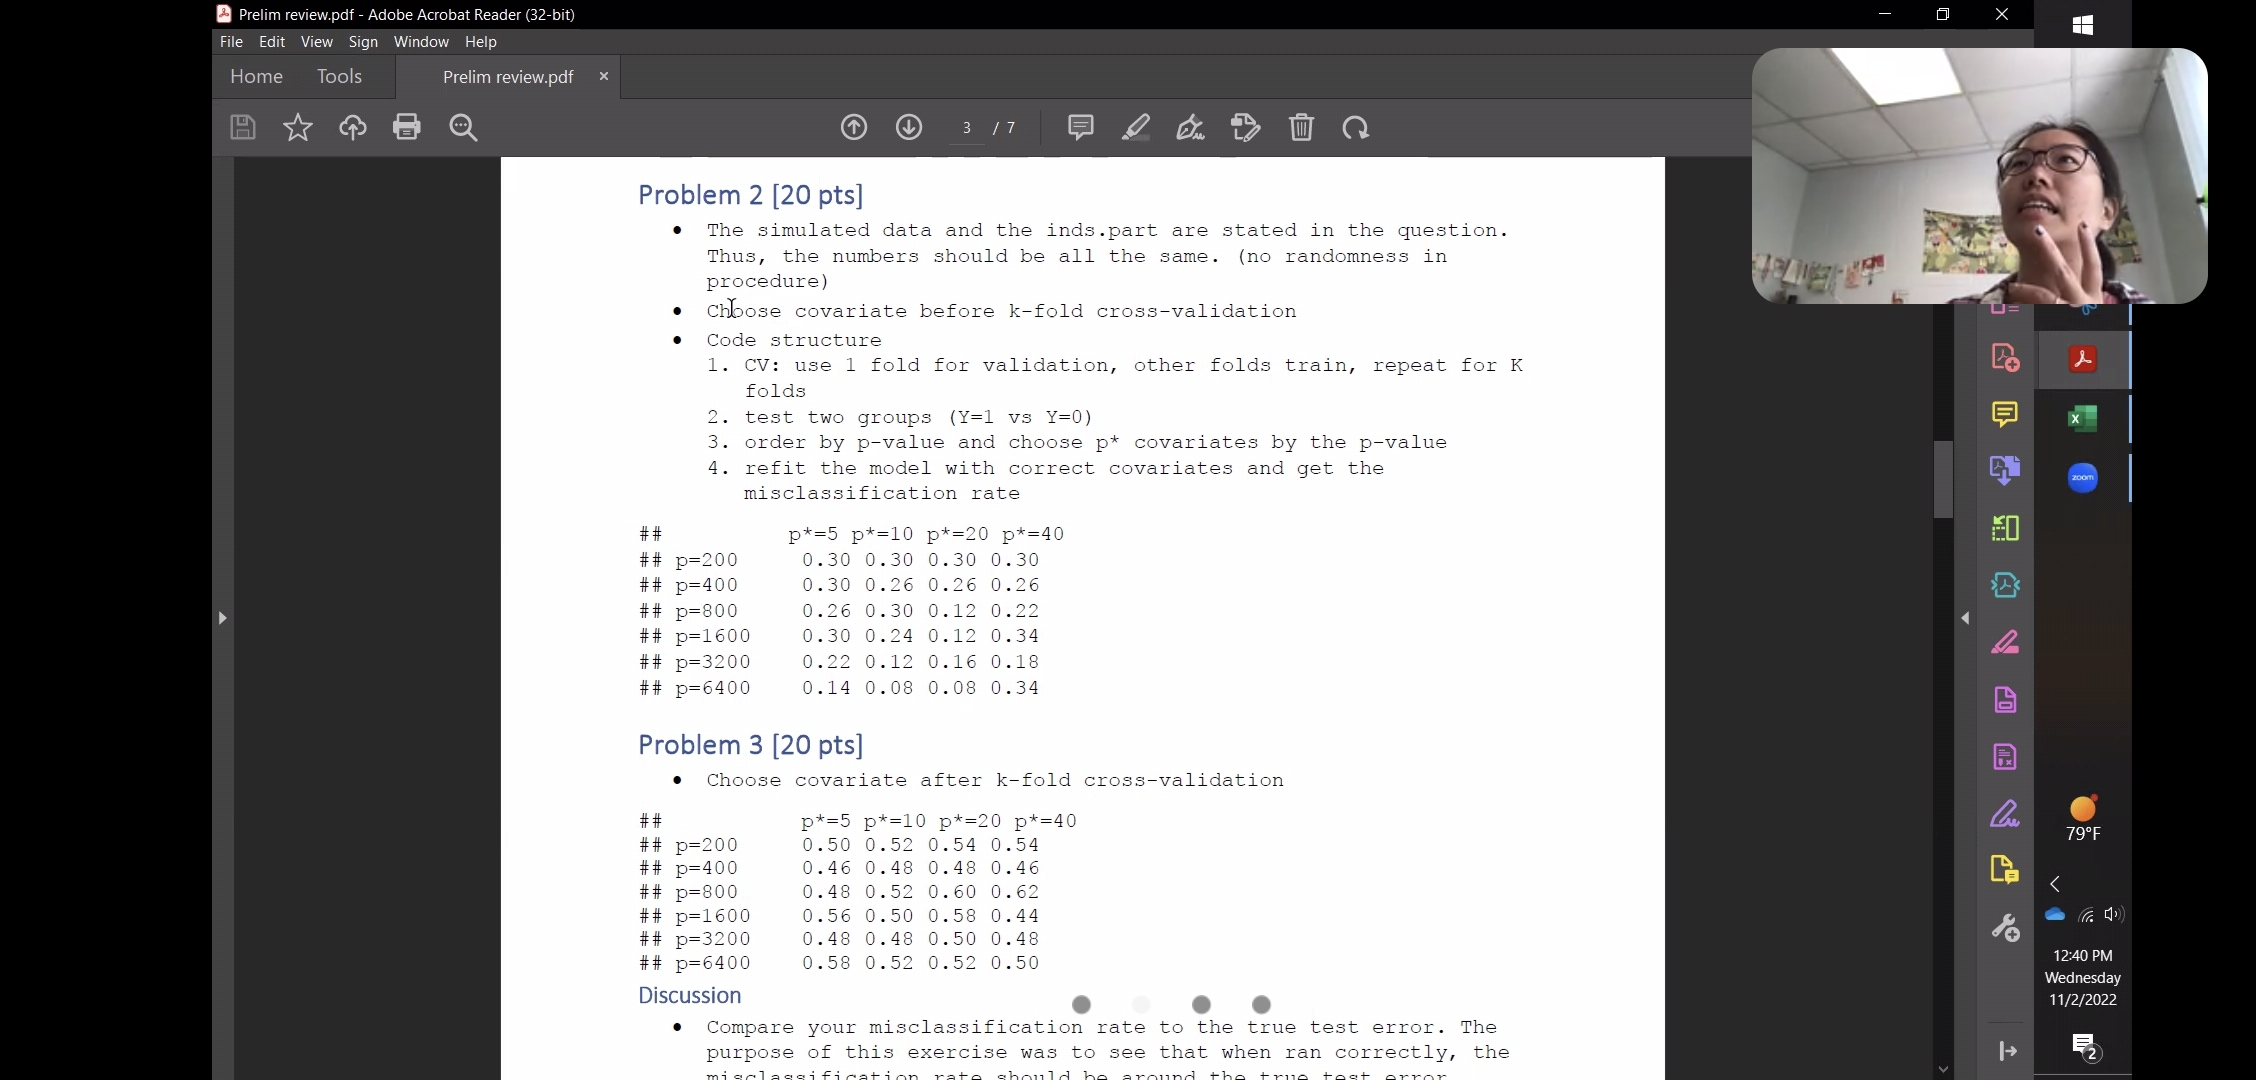 Prelim review.pdf - Adobe Acrobat Reader (32-bit)
File Edit View Sign Window Help
Home Tools Prelim review.pdf ×
3 / 7
Problem 2 [20 pts]
• The simulated data and the inds.part are stated in the question.
Thus, the numbers should be all the same. (no randomness in
procedure)
• Choose covariate before k-fold cross-validation
• Code structure
1. CV: use 1 fold for validation, other folds train, repeat for K
folds
2. test two groups (Y=1 vs Y=0)
3. order by p-value and choose p* covariates by the p-value
4. refit the model with correct covariates and get the
misclassification rate
## p*=5 p*=10 p*=20 p*=40
## p=200 0.30 0.30 0.30 0.30
## p=400 0.30 0.26 0.26 0.26
## p=800 0.26 0.30 0.12 0.22
## p=1600 0.30 0.24 0.12 0.34
## p=3200 0.22 0.12 0.16 0.18
## p=6400 0.14 0.08 0.08 0.34
Problem 3 [20 pts]
• Choose covariate after k-fold cross-validation
## p*=5 p*=10 p*=20 p*=40
## p=200 0.50 0.52 0.54 0.54
## p=400 0.46 0.48 0.48 0.46
## p=800 0.48 0.52 0.60 0.62
## p=1600 0.56 0.50 0.58 0.44
## p=3200 0.48 0.48 0.50 0.48
## p=6400 0.58 0.52 0.52 0.50
Discussion
• Compare your misclassification rate to the true test error. The
purpose of this exercise was to see that when ran correctly, the
misclassification rate should be around the true test error
zoom
79°F
12:40 PM
Wednesday
11/2/2022
2